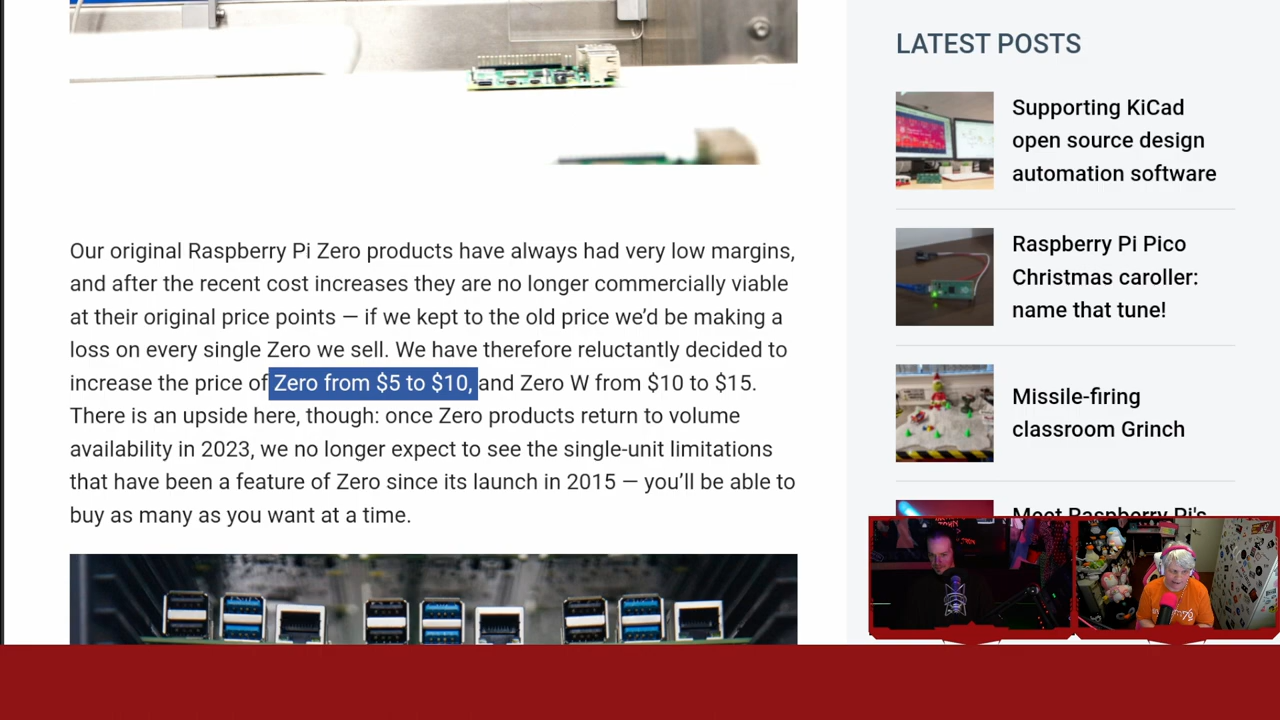 Our original Raspberry Pi Zero products have always had very low margins,
and after the recent cost increases they are no longer commercially viable
at their original price points — if we kept to the old price we’d be making a
loss on every single Zero we sell. We have therefore reluctantly decided to
increase the price of Zero from $5 to $10, and Zero W from $10 to $15.
There is an upside here, though: once Zero products return to volume
availability in 2023, we no longer expect to see the single-unit limitations
that have been a feature of Zero since its launch in 2015 — you’ll be able to
buy as many as you want at a time.
LATEST POSTS
Supporting KiCad
open source design
automation software
Raspberry Pi Pico
Christmas caroller:
name that tune!
Missile-firing
classroom Grinch
Meet Raspberry Pi's